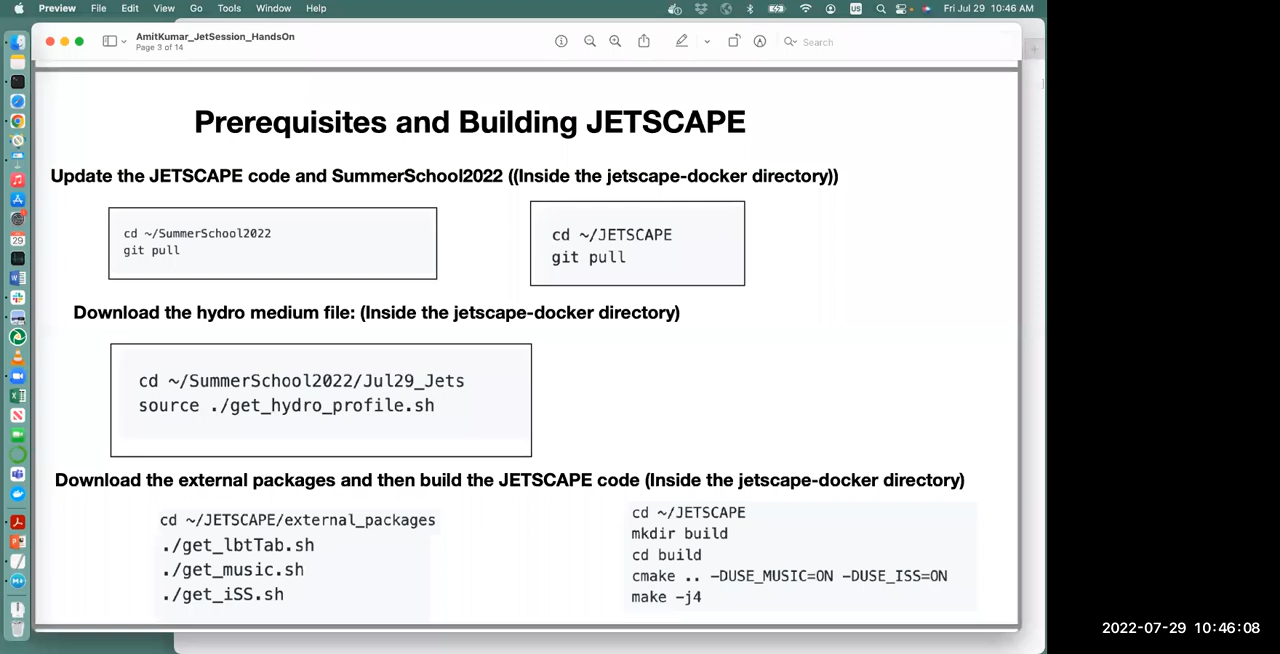 Preview File Edit View Go Tools Window Help US Fri Jul 29 10:46 AM
AmitKumar_JetSession_HandsOn
Page 3 of 14
Search
Prerequisites and Building JETSCAPE
Update the JETSCAPE code and SummerSchool2022 ((Inside the jetscape-docker directory))
cd ~/SummerSchool2022
git pull
cd ~/JETSCAPE
git pull
Download the hydro medium file: (Inside the jetscape-docker directory)
cd ~/SummerSchool2022/Jul29_Jets
source ./get_hydro_profile.sh
Download the external packages and then build the JETSCAPE code (Inside the jetscape-docker directory)
cd ~/JETSCAPE/external_packages
./get_lbtTab.sh
./get_music.sh
./get_iSS.sh
cd ~/JETSCAPE
mkdir build
cd build
cmake .. -DUSE_MUSIC=ON -DUSE_ISS=ON
make -j4
2022-07-29 10:46:08